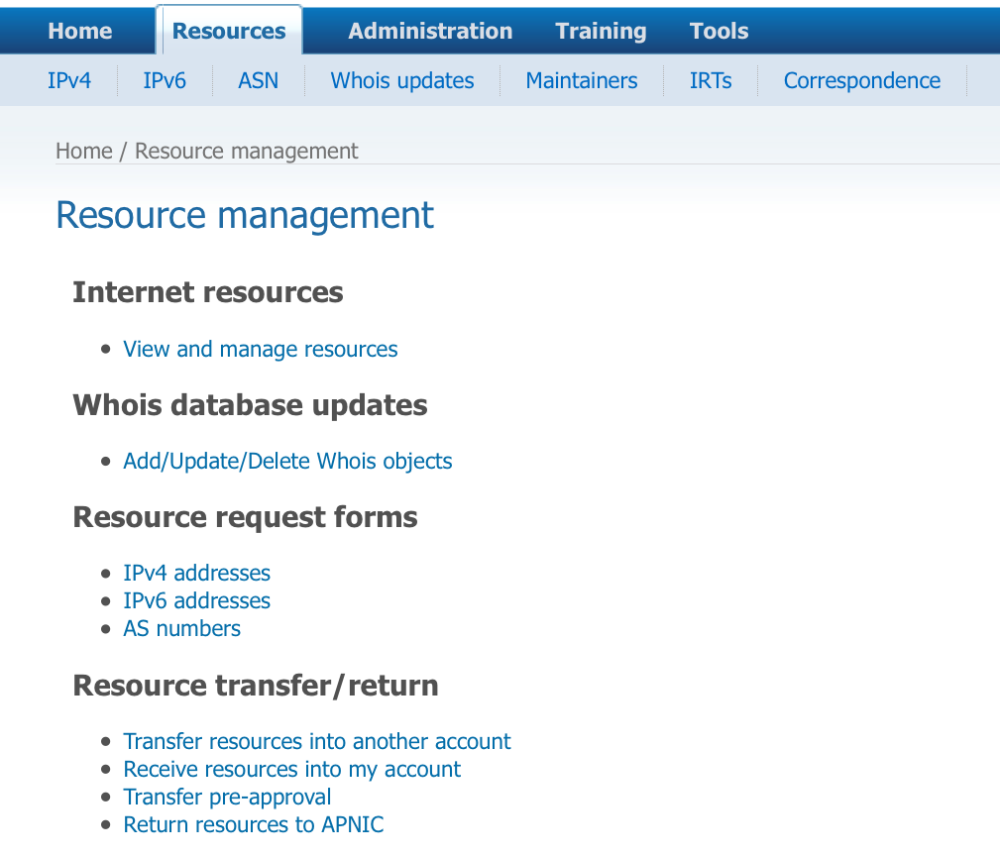 Home Resources Administration Training Tools
IPv4 IPv6 ASN Whois updates Maintainers IRTs Correspondence
Home / Resource management
Resource management
Internet resources
• View and manage resources
Whois database updates
• Add/Update/Delete Whois objects
Resource request forms
• IPv4 addresses
• IPv6 addresses
• AS numbers
Resource transfer/return
• Transfer resources into another account
• Receive resources into my account
• Transfer pre-approval
• Return resources to APNIC